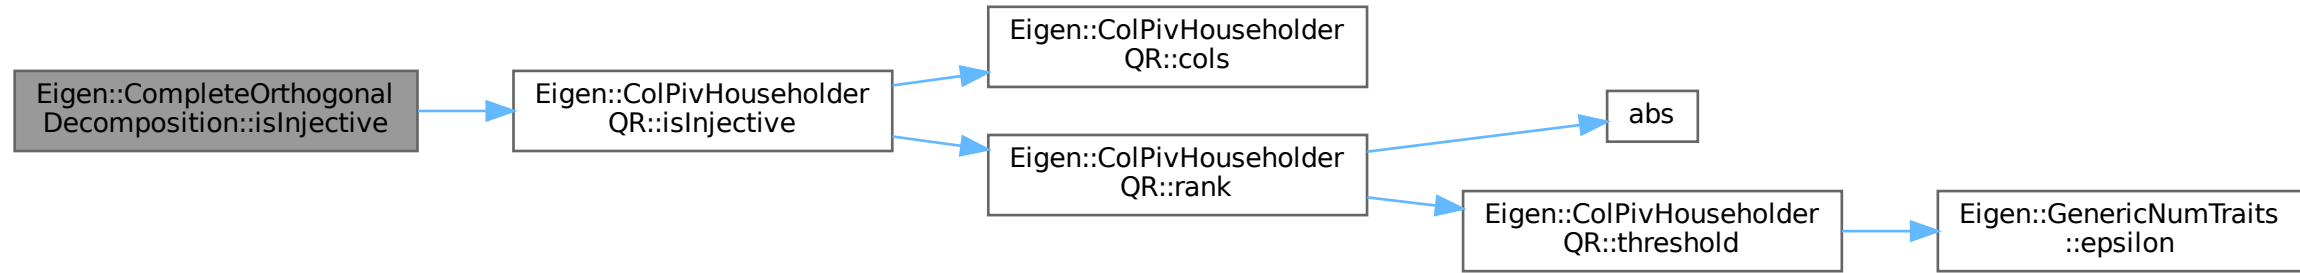 Eigen::CompleteOrthogonal
Decomposition::isInjective
Eigen::ColPivHouseholder
QR::isInjective
Eigen::ColPivHouseholder
QR::cols
Eigen::ColPivHouseholder
QR::rank
abs
Eigen::ColPivHouseholder
QR::threshold
Eigen::GenericNumTraits
::epsilon